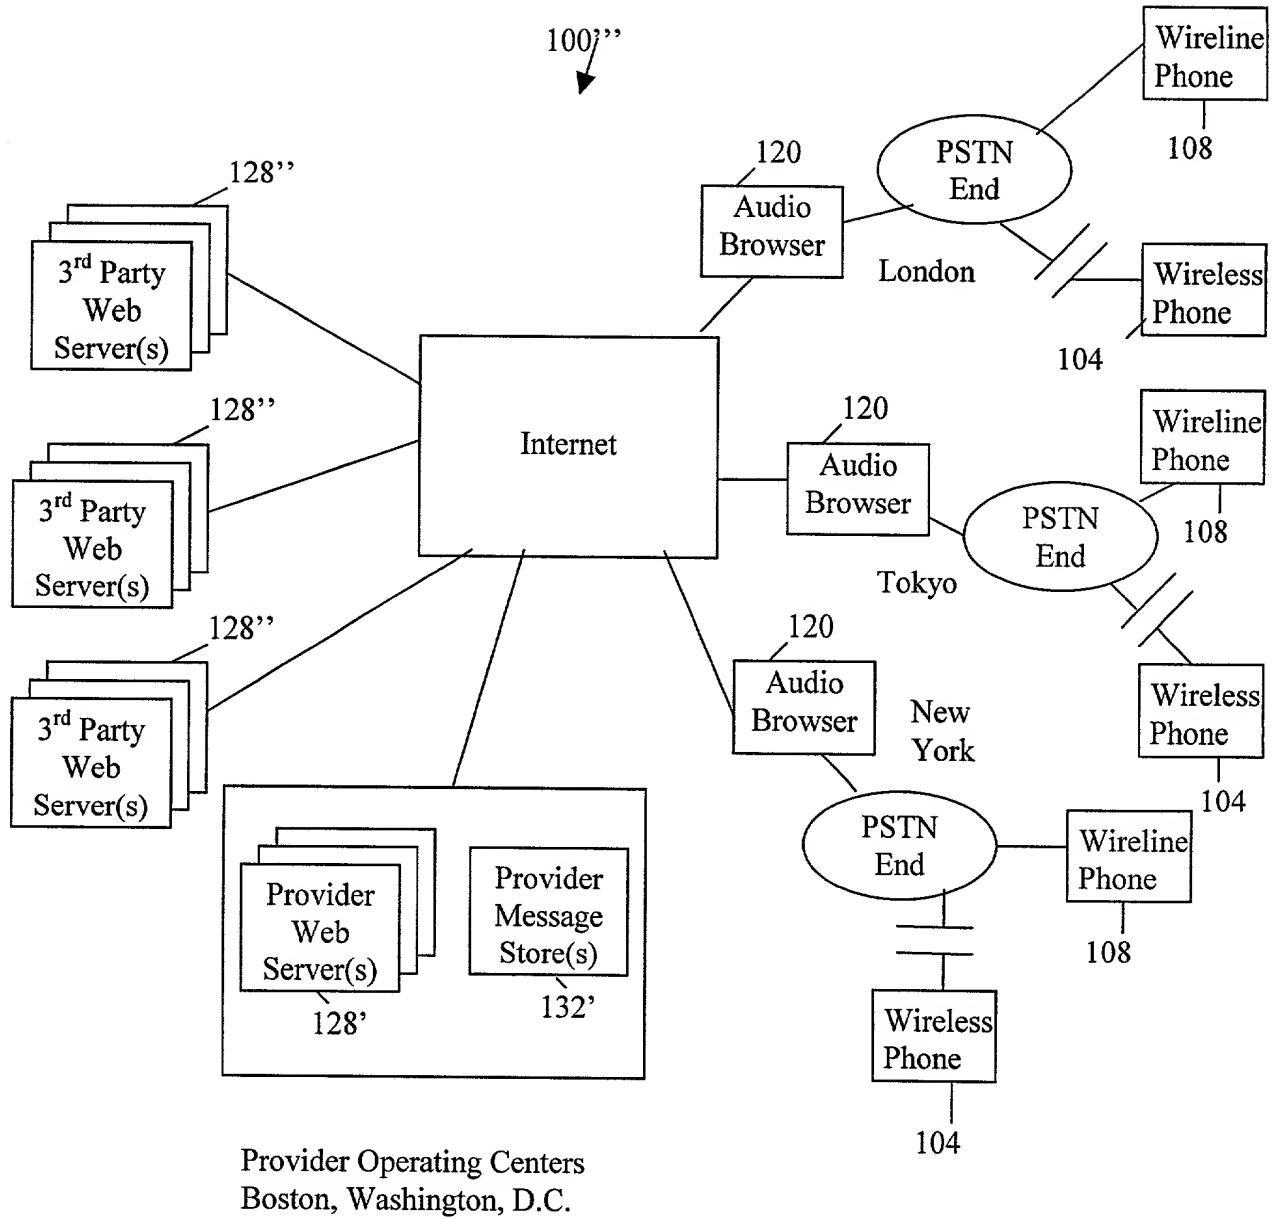 100’’’
Wireline
Phone
108
PSTN
End
120
Audio
Browser
London
Wireless
Phone
104
128’’
3rd Party
Web
Server(s)
Internet
128’’
3rd Party
Web
Server(s)
120
Audio
Browser
Tokyo
PSTN
End
Wireline
Phone
108
Wireless
Phone
104
128’’
3rd Party
Web
Server(s)
120
Audio
Browser
New
York
PSTN
End
Wireline
Phone
108
Wireless
Phone
104
Provider
Web
Server(s)
128’
Provider
Message
Store(s)
132’
Provider Operating Centers
Boston, Washington, D.C.